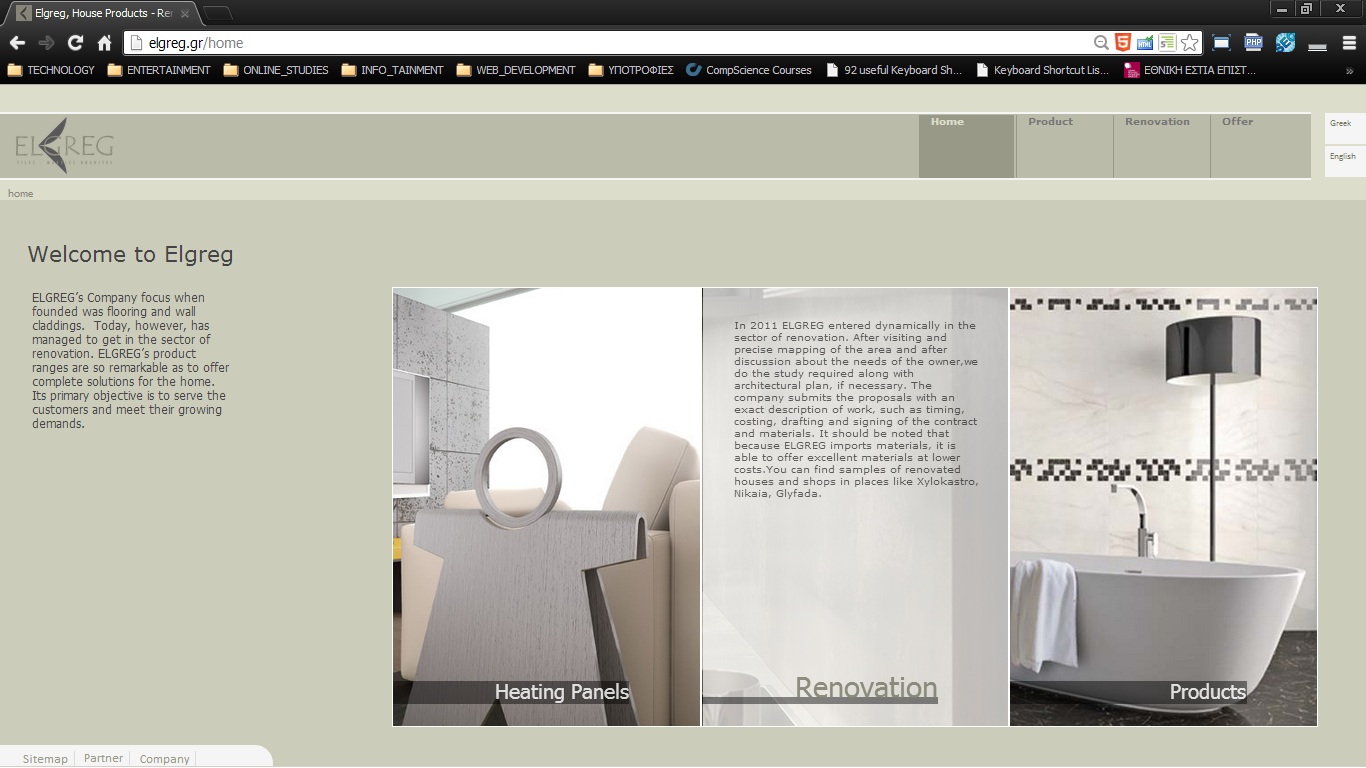 Elgreg, House Products - Re
elgreg.gr/home
TECHNOLOGY ENTERTAINMENT ONLINE_STUDIES INFO_TAINMENT WEB_DEVELOPMENT ΥΠΟΤΡΟΦΙΕΣ CompScience Courses 92 useful Keyboard Sh... Keyboard Shortcut Lis... ΕΘΝΙΚΗ ΕΣΤΙΑ ΕΠΙΣΤ...
ELGREG
Home Product Renovation Offer
Greek
English
home
Welcome to Elgreg
ELGREG’s Company focus when
founded was flooring and wall
claddings. Today, however, has
managed to get in the sector of
renovation. ELGREG’s product
ranges are so remarkable as to offer
complete solutions for the home.
Its primary objective is to serve the
customers and meet their growing
demands.
In 2011 ELGREG entered dynamically in the
sector of renovation. After visiting and
precise mapping of the area and after
discussion about the needs of the owner,we
do the study required along with
architectural plan, if necessary. The
company submits the proposals with an
exact description of work, such as timing,
costing, drafting and signing of the contract
and materials. It should be noted that
because ELGREG imports materials, it is
able to offer excellent materials at lower
costs.You can find samples of renovated
houses and shops in places like Xylokastro,
Nikaia, Glyfada.
Heating Panels
Renovation
Products
Sitemap Partner Company